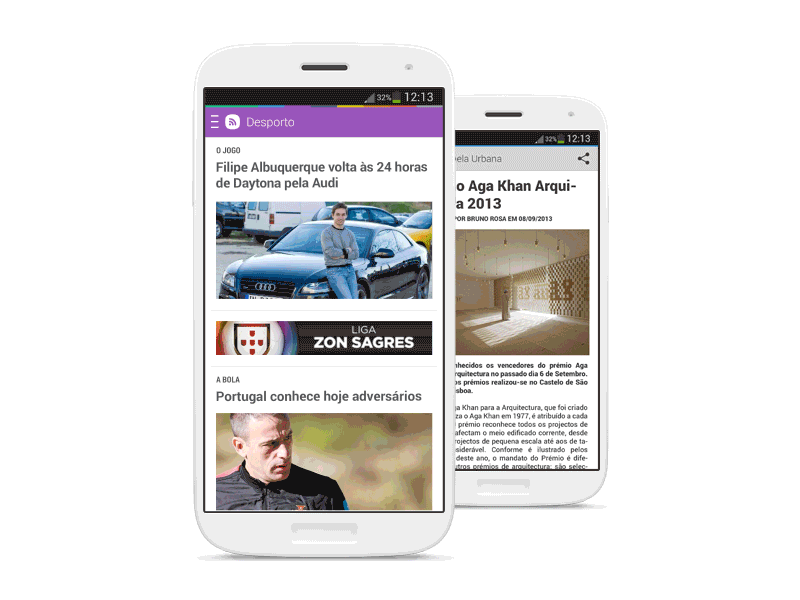 32% 12:13
Desporto
O JOGO
Filipe Albuquerque volta às 24 horas
de Daytona pela Audi
LIGA
ZON SAGRES
A BOLA
Portugal conhece hoje adversários
32% 12:13
ela Urbana
o Aga Khan Arqui-
a 2013
POR BRUNO ROSA EM 08/09/2013
nhecidos os vencedores do prémio Aga
rquitectura no passado dia 6 de Setembro.
os prémios realizou-se no Castelo de São
isboa.
ga Khan para a Arquitectura, que foi criado
za o Aga Khan em 1977, é atribuído a cada
prémio reconhece todos os projectos de
afectam o meio edificado corrente, desde
rojectos de pequena escala até aos de ta-
nsiderável. Conforme é ilustrado pelos
deste ano, o mandato do Prémio é dife-
utros prémios de arquitectura: são selec-